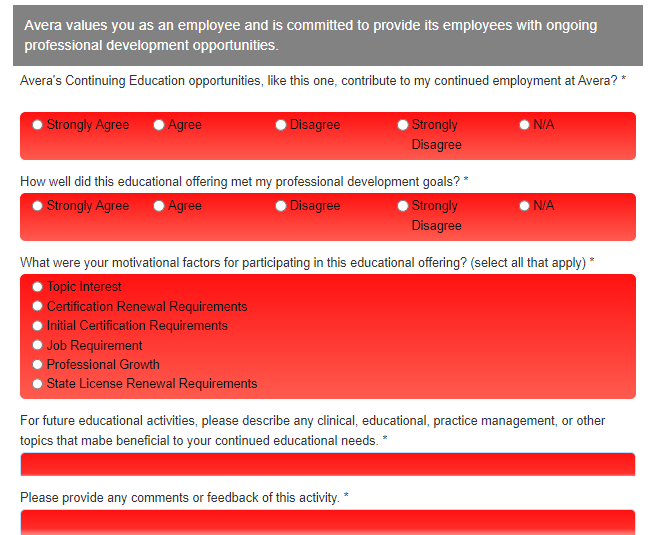 Avera values you as an employee and is committed to provide its employees with ongoing
professional development opportunities.
Avera's Continuing Education opportunities, like this one, contribute to my continued employment at Avera? *
Strongly Agree Agree Disagree Strongly Disagree N/A
How well did this educational offering met my professional development goals? *
Strongly Agree Agree Disagree Strongly Disagree N/A
What were your motivational factors for participating in this educational offering? (select all that apply) *
Topic Interest
Certification Renewal Requirements
Initial Certification Requirements
Job Requirement
Professional Growth
State License Renewal Requirements
For future educational activities, please describe any clinical, educational, practice management, or other
topics that mabe beneficial to your continued educational needs. *
Please provide any comments or feedback of this activity. *